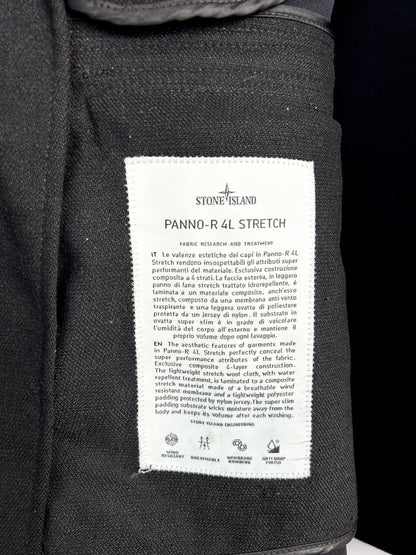 STONE ISLAND
PANNO-R 4L STRETCH
FABRIC RESEARCH AND TREATMENT
IT Le valenze estetiche dei capi in Panno-R 4L
Stretch rendono insospettabili gli attributi super
performanti del materiale. Esclusiva costruzione
composita a 4 strati. La faccia esterna, in leggero
panno di lana stretch trattato idrorepellente, è
laminata a un materiale composito, anch'esso
stretch, composto da una membrana anti vento
traspirante e una leggera ovatta di poliestere
protetta da un jersey di nylon. Il substrato in
ovatta super slim è in grado di veicolare
l'umidità del corpo all'esterno e mantiene il
proprio volume dopo ogni lavaggio.
EN The aesthetic features of garments made
in Panno-R 4L Stretch perfectly conceal the
super performance attributes of the fabric.
Exclusive composite 4-layer construction.
The lightweight stretch wool cloth, with water
repellent treatment, is laminated to a composite
stretch material made of a breathable wind
resistant membrane and a lightweight polyester
padding protected by nylon jersey. The super slim
padding substrate wicks moisture away from the
body and keeps its volume after each washing.
STONE ISLAND ENGINEERING
WIND RESISTANT BREATHABLE MEMBRANE BONDING ANTI-DROP FINISH